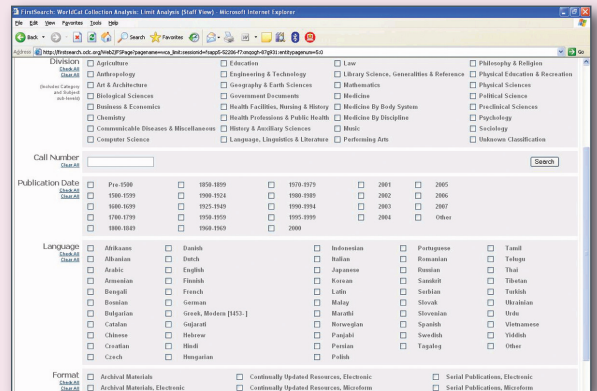 FirstSearch: WorldCat Collection Analysis: Limit Analysis (Staff View) - Microsoft Internet Explorer
File Edit View Favorites Tools Help
Back Search Favorites
Address Go
Division Agriculture Education Law Philosophy & Religion
Check All Anthropology Engineering & Technology Library Science, Generalities & Reference Physical Education & Recreation
Clear All Art & Architecture Geography & Earth Sciences Mathematics Physical Sciences
(Includes Category and Subject sub-levels) Biological Sciences Government Documents Medicine Political Science
Business & Economics Health Facilities, Nursing & History Medicine By Body System Preclinical Sciences
Chemistry Health Professions & Public Health Medicine By Discipline Psychology
Communicable Diseases & Miscellaneous History & Auxiliary Sciences Music Sociology
Computer Science Language, Linguistics & Literature Performing Arts Unknown Classification
Call Number Search
Clear All
Publication Date Pre-1500 1850-1899 1970-1979 2001 2005
Check All 1500-1599 1900-1924 1980-1989 2002 2006
Clear All 1600-1699 1925-1949 1990-1994 2003 2007
1700-1799 1950-1959 1995-1999 2004 Other
1800-1849 1960-1969 2000
Language Afrikaans Danish Indonesian Portuguese Tamil
Check All Albanian Dutch Italian Romanian Telugu
Clear All Arabic English Japanese Russian Thai
Armenian Finnish Korean Sanskrit Tibetan
Bengali French Latin Serbian Turkish
Bosnian German Malay Slovak Ukrainian
Bulgarian Greek, Modern [1453- ] Marathi Slovenian Urdu
Catalan Gujarati Norwegian Spanish Vietnamese
Chinese Hebrew Panjabi Swedish Yiddish
Croatian Hindi Persian Tagalog Other
Czech Hungarian Polish
Format Archival Materials Continually Updated Resources, Electronic Serial Publications, Electronic
Check All Archival Materials, Electronic Continually Updated Resources, Microform Serial Publications, Microform
Clear All